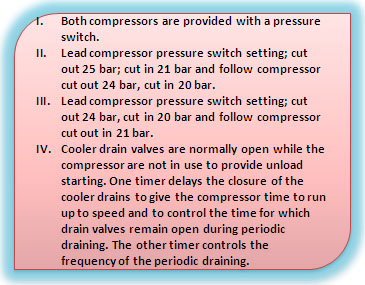 I. Both compressors are provided with a pressure
switch.
II. Lead compressor pressure switch setting; cut
out 25 bar; cut in 21 bar and follow compressor
cut out 24 bar, cut in 20 bar.
III. Lead compressor pressure switch setting; cut
out 24 bar, cut in 20 bar and follow compressor
cut out in 21 bar.
IV. Cooler drain valves are normally open while the
compressor are not in use to provide unload
starting. One timer delays the closure of the
cooler drains to give the compressor time to run
up to speed and to control the time for which
drain valves remain open during periodic
draining. The other timer controls the
frequency of the periodic draining.